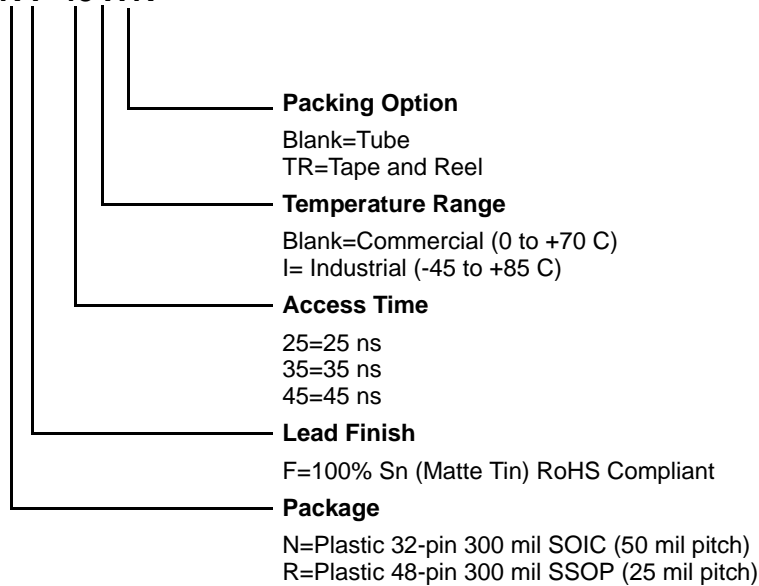 Packing Option
Blank=Tube
TR=Tape and Reel
Temperature Range
Blank=Commercial (0 to +70 C)
I= Industrial (-45 to +85 C)
Access Time
25=25 ns
35=35 ns
45=45 ns
Lead Finish
F=100% Sn (Matte Tin) RoHS Compliant
Package
N=Plastic 32-pin 300 mil SOIC (50 mil pitch)
R=Plastic 48-pin 300 mil SSOP (25 mil pitch)